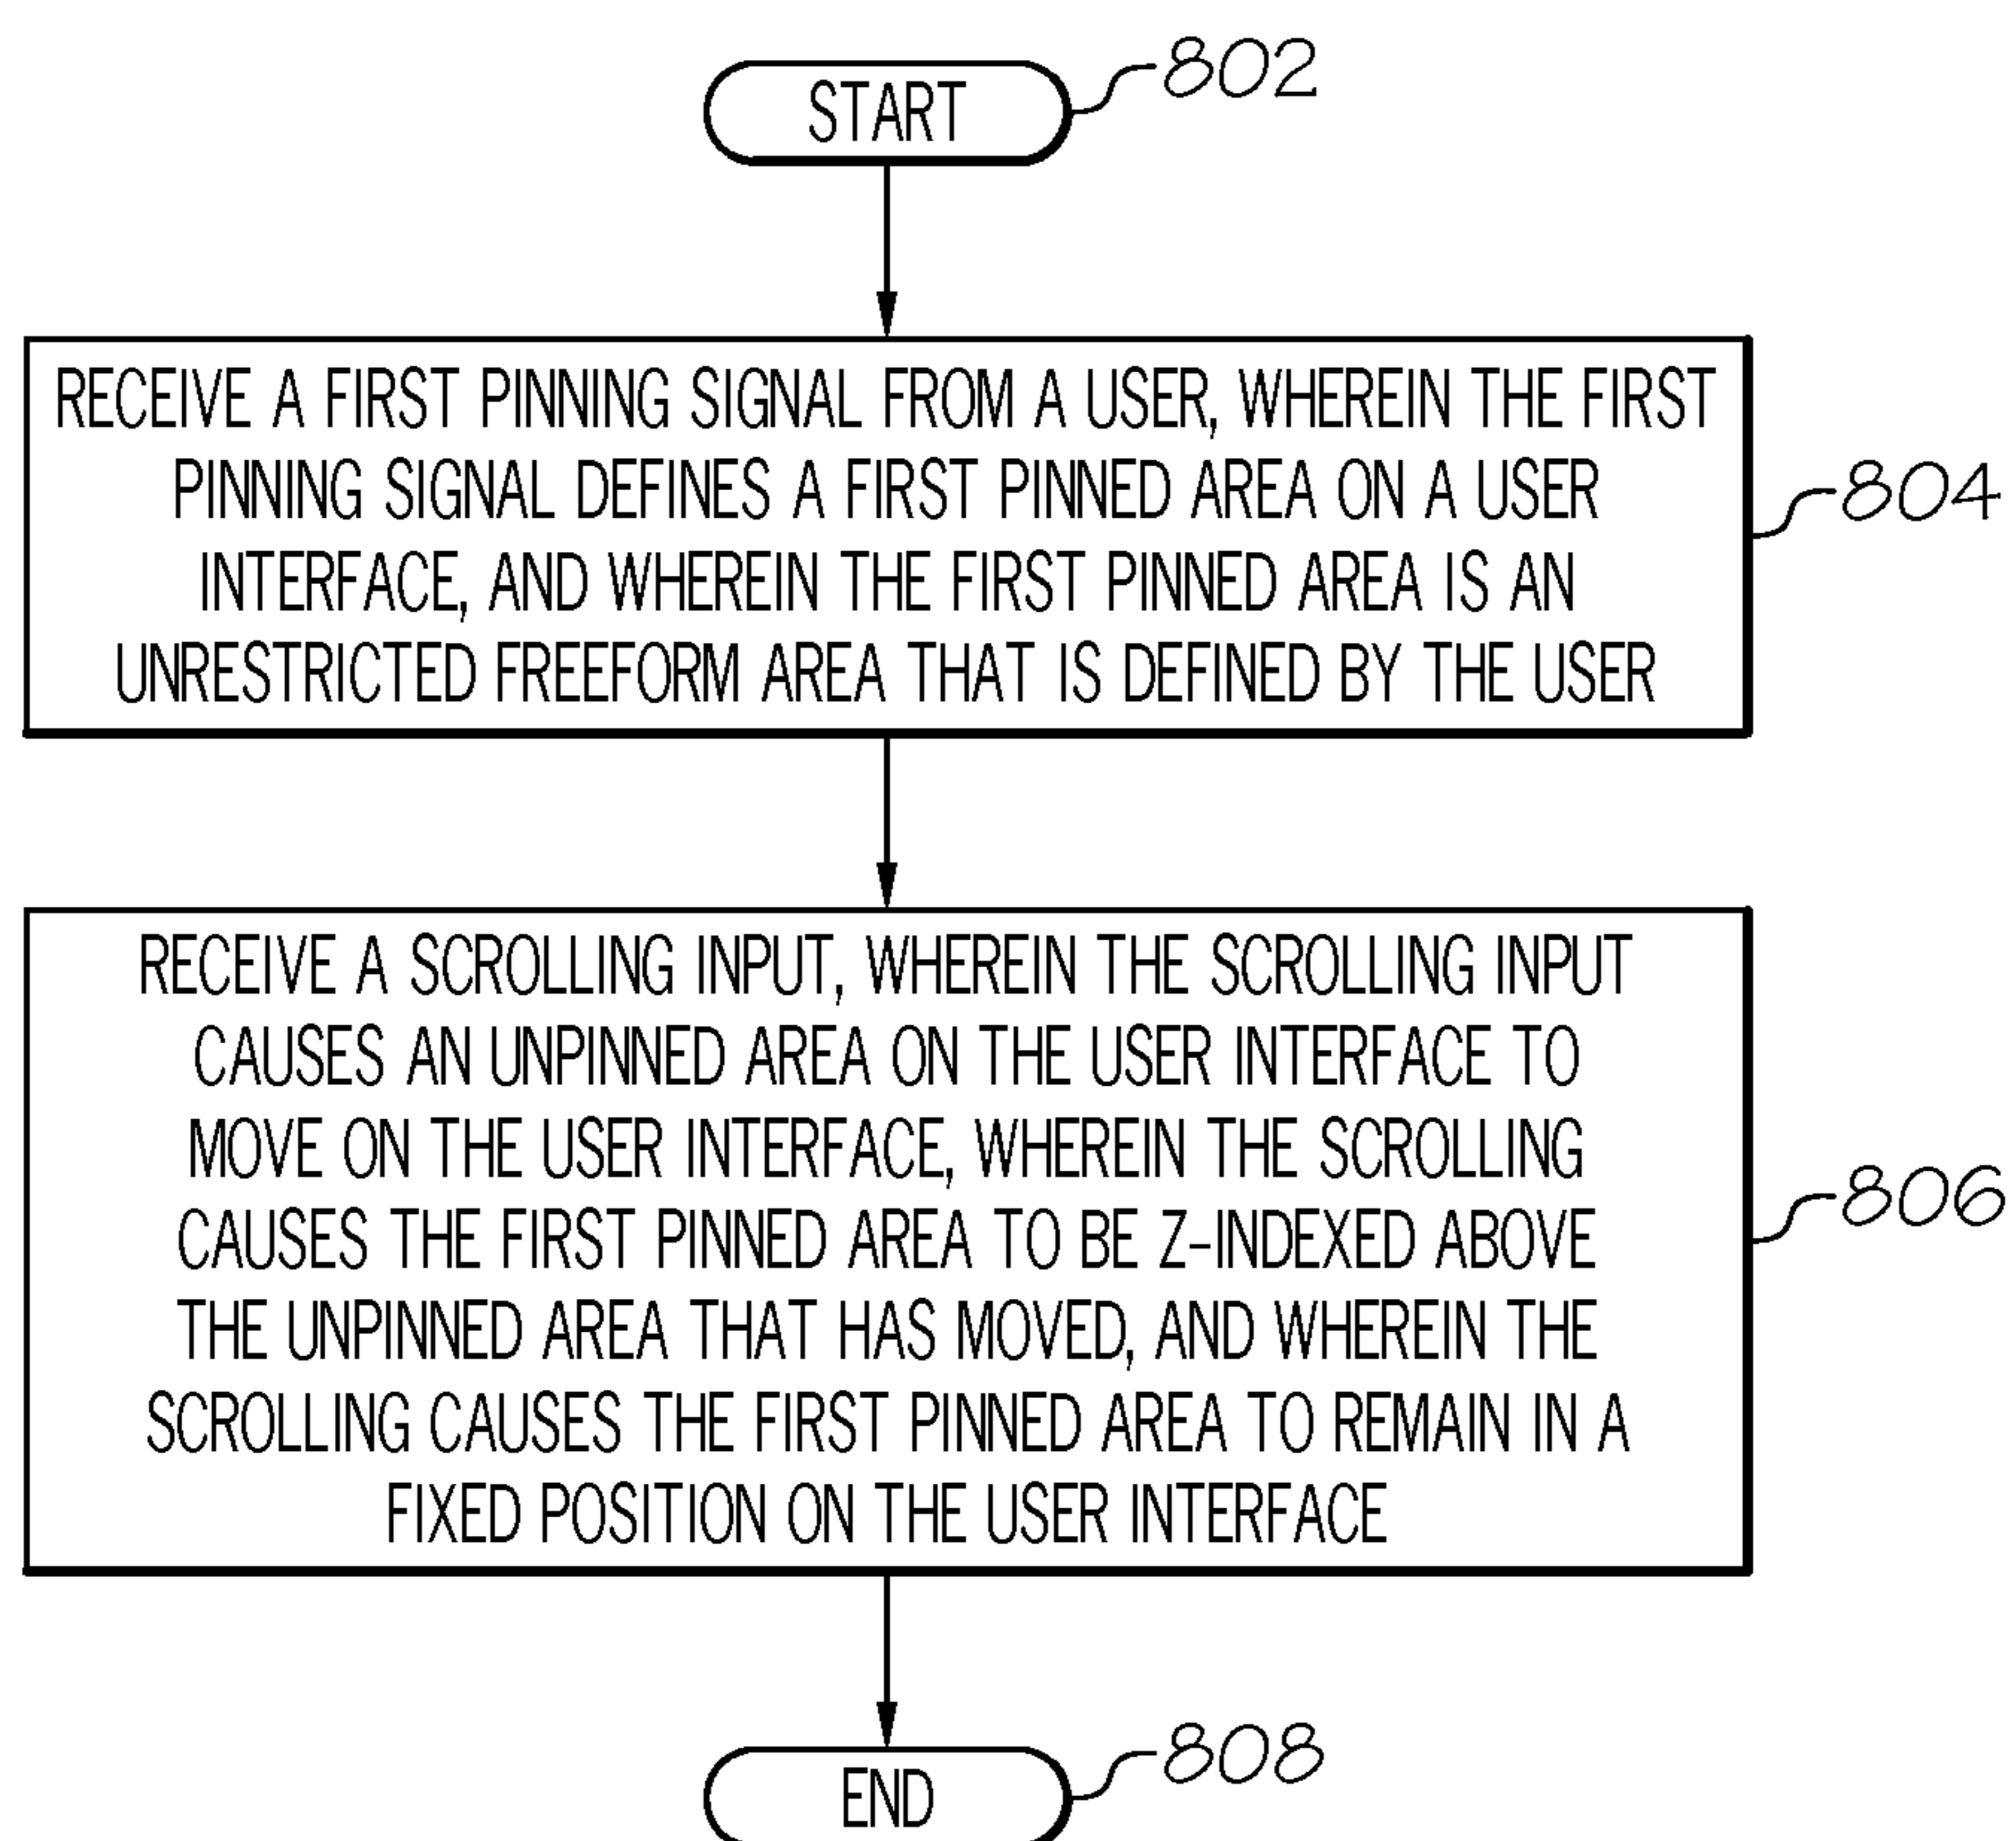 START
802
RECEIVE A FIRST PINNING SIGNAL FROM A USER, WHEREIN THE FIRST
PINNING SIGNAL DEFINES A FIRST PINNED AREA ON A USER
INTERFACE, AND WHEREIN THE FIRST PINNED AREA IS AN
UNRESTRICTED FREEFORM AREA THAT IS DEFINED BY THE USER
804
RECEIVE A SCROLLING INPUT, WHEREIN THE SCROLLING INPUT
CAUSES AN UNPINNED AREA ON THE USER INTERFACE TO
MOVE ON THE USER INTERFACE, WHEREIN THE SCROLLING
CAUSES THE FIRST PINNED AREA TO BE Z-INDEXED ABOVE
THE UNPINNED AREA THAT HAS MOVED, AND WHEREIN THE
SCROLLING CAUSES THE FIRST PINNED AREA TO REMAIN IN A
FIXED POSITION ON THE USER INTERFACE
806
END
808